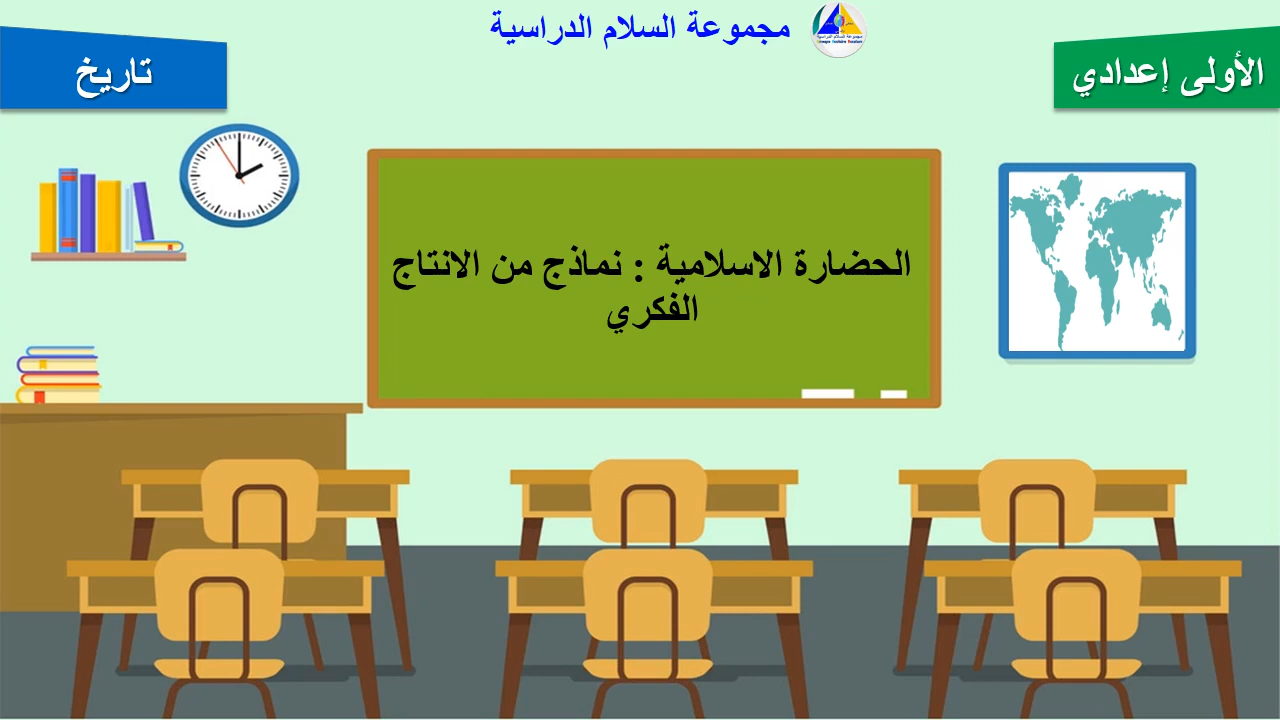 مجموعة السلام الدراسية
الأولى إعدادي
تاريخ
الحضارة الاسلامية : نماذج من الانتاج
الفكري